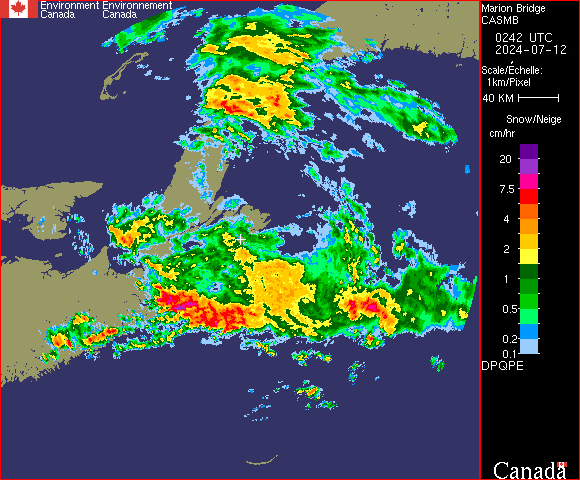 Environment Environnement
Canada Canada
Marion Bridge
CASMB
0242 UTC
2024-07-12
Scale/Échelle:
1km/Pixel
40 KM
Snow/Neige
cm/hr
20
7.5
4
2
1
0.5
0.2
0.1
DPQPE
Canada